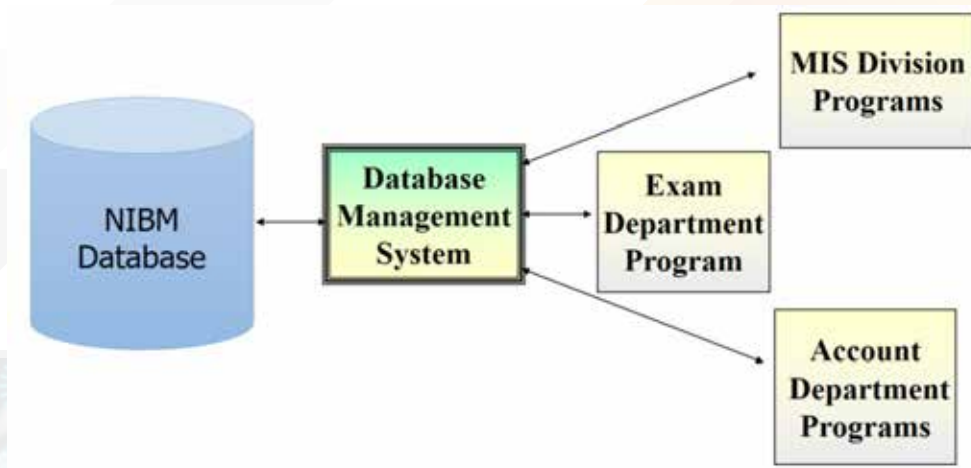 NIBM
Database
Database
Management
System
MIS Division
Programs
Exam
Department
Program
Account
Department
Programs